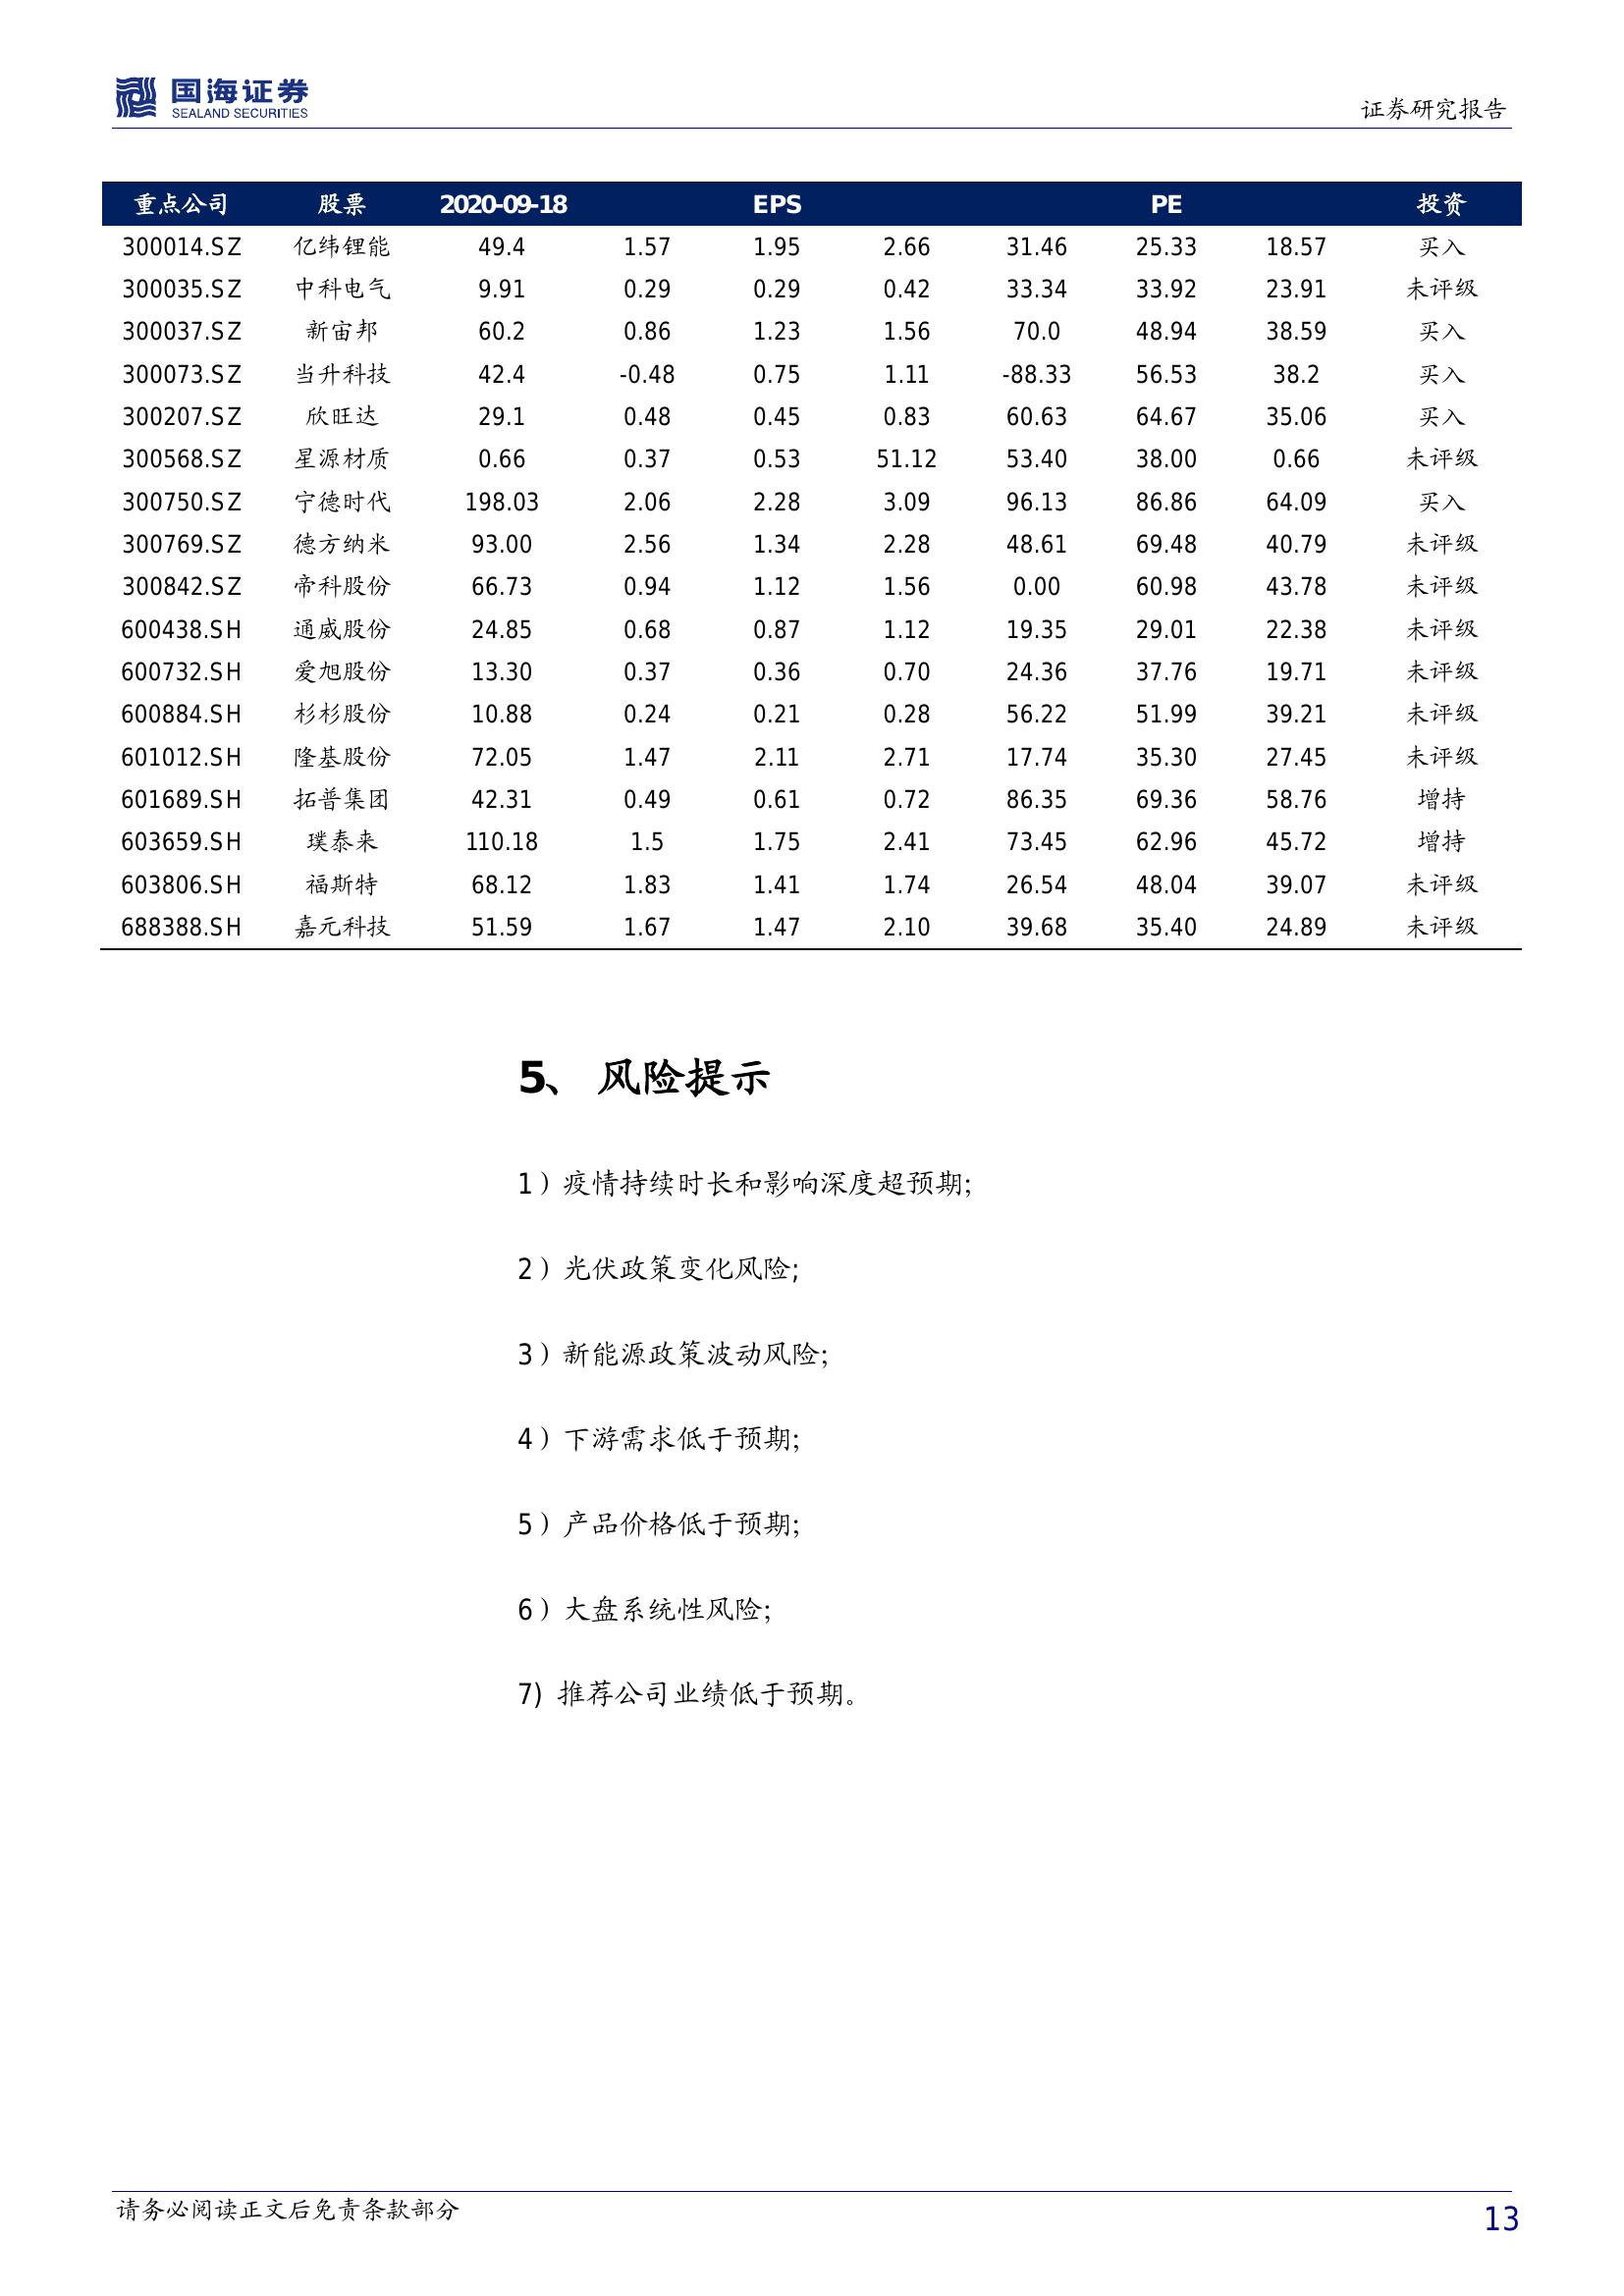 国海证券
SEALAND SECURITIES
证券研究报告
重点公司 股票 2020-09-18 EPS PE 投资
300014.SZ 亿纬锂能 49.4 1.57 1.95 2.66 31.46 25.33 18.57 买入
300035.SZ 中科电气 9.91 0.29 0.29 0.42 33.34 33.92 23.91 未评级
300037.SZ 新宙邦 60.2 0.86 1.23 1.56 70.0 48.94 38.59 买入
300073.SZ 当升科技 42.4 -0.48 0.75 1.11 -88.33 56.53 38.2 买入
300207.SZ 欣旺达 29.1 0.48 0.45 0.83 60.63 64.67 35.06 买入
300568.SZ 星源材质 0.66 0.37 0.53 51.12 53.40 38.00 0.66 未评级
300750.SZ 宁德时代 198.03 2.06 2.28 3.09 96.13 86.86 64.09 买入
300769.SZ 德方纳米 93.00 2.56 1.34 2.28 48.61 69.48 40.79 未评级
300842.SZ 帝科股份 66.73 0.94 1.12 1.56 0.00 60.98 43.78 未评级
600438.SH 通威股份 24.85 0.68 0.87 1.12 19.35 29.01 22.38 未评级
600732.SH 爱旭股份 13.30 0.37 0.36 0.70 24.36 37.76 19.71 未评级
600884.SH 杉杉股份 10.88 0.24 0.21 0.28 56.22 51.99 39.21 未评级
601012.SH 隆基股份 72.05 1.47 2.11 2.71 17.74 35.30 27.45 未评级
601689.SH 拓普集团 42.31 0.49 0.61 0.72 86.35 69.36 58.76 增持
603659.SH 璞泰来 110.18 1.5 1.75 2.41 73.45 62.96 45.72 增持
603806.SH 福斯特 68.12 1.83 1.41 1.74 26.54 48.04 39.07 未评级
688388.SH 嘉元科技 51.59 1.67 1.47 2.10 39.68 35.40 24.89 未评级
5、 风险提示
1）疫情持续时长和影响深度超预期;
2）光伏政策变化风险;
3）新能源政策波动风险;
4）下游需求低于预期;
5）产品价格低于预期;
6）大盘系统性风险;
7) 推荐公司业绩低于预期。
请务必阅读正文后免责条款部分
13